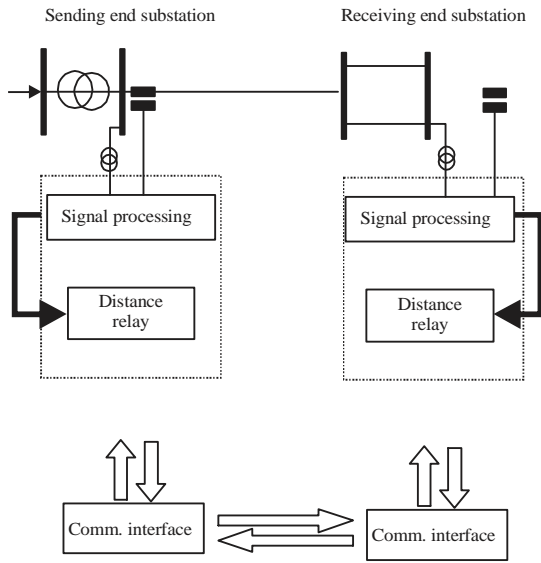 Sending end substation
Receiving end substation
Signal processing
Signal processing
Distance
relay
Distance
relay
Comm. interface
Comm. interface